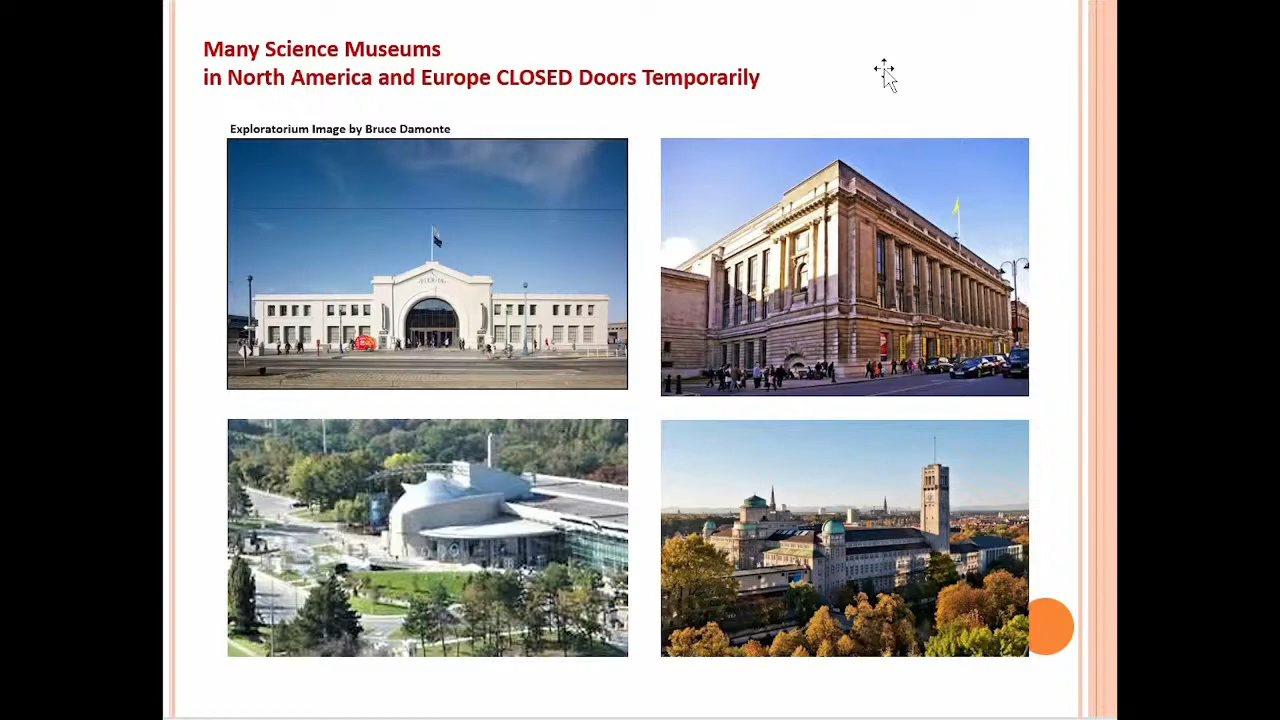 Many Science Museums
in North America and Europe CLOSED Doors Temporarily
Exploratorium Image by Bruce Damonte